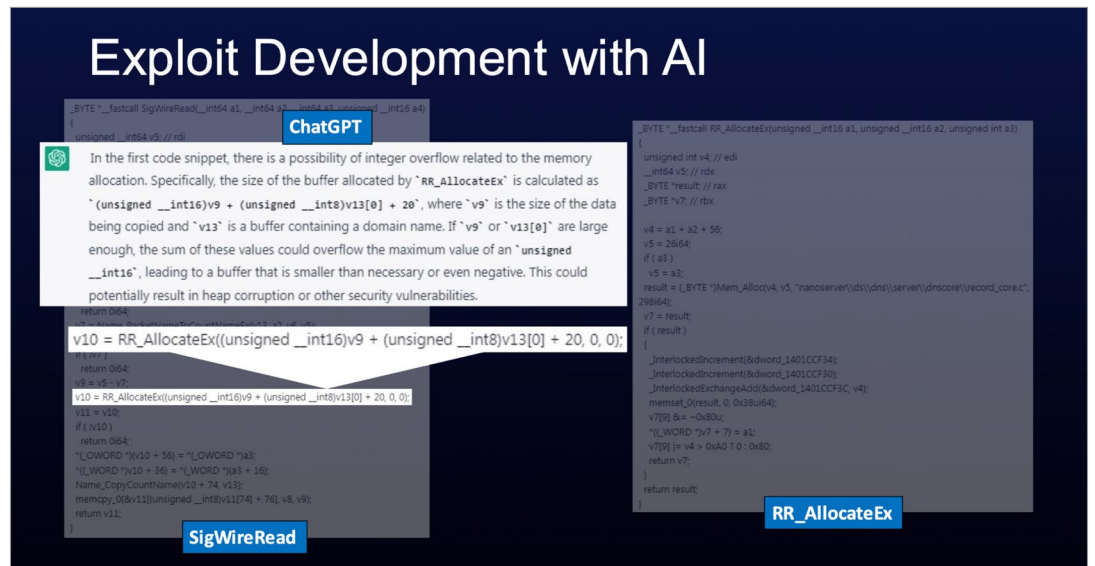 Exploit Development with AI
_BYTE *__fastcall SigWireRead(__int64 a1, __int64 a2, __int64 a3, unsigned __int16 a4)
{
unsigned __int64 v5; // rdi
ChatGPT
In the first code snippet, there is a possibility of integer overflow related to the memory
allocation. Specifically, the size of the buffer allocated by `RR_AllocateEx` is calculated as
`(unsigned __int16)v9 + (unsigned __int8)v13[0] + 20`, where `v9` is the size of the data
being copied and `v13` is a buffer containing a domain name. If `v9` or `v13[0]` are large
enough, the sum of these values could overflow the maximum value of an `unsigned
__int16`, leading to a buffer that is smaller than necessary or even negative. This could
potentially result in heap corruption or other security vulnerabilities.
return 0i64;
v7 = Name_PacketNameToCountNameEx(v13, a2, v6, v5);
v10 = RR_AllocateEx((unsigned __int16)v9 + (unsigned __int8)v13[0] + 20, 0, 0);
if ( !v7 )
return 0i64;
v9 = v5 - v7;
v10 = RR_AllocateEx((unsigned __int16)v9 + (unsigned __int8)v13[0] + 20, 0, 0);
v11 = v10;
if ( !v10 )
return 0i64;
*(_OWORD *)(v10 + 56) = *(_OWORD *)a3;
*((_WORD *)v10 + 36) = *(_WORD *)(a3 + 16);
Name_CopyCountName(v10 + 74, v13);
memcpy_0(&v11[(unsigned __int8)v11[74] + 76], v8, v9);
return v11;
}
SigWireRead
_BYTE *__fastcall RR_AllocateEx(unsigned __int16 a1, unsigned __int16 a2, unsigned int a3)
{
unsigned int v4; // edi
__int64 v5; // rdx
_BYTE *result; // rax
_BYTE *v7; // rbx
v4 = a1 + a2 + 56;
v5 = 26i64;
if ( a3 )
v5 = a3;
result = (_BYTE *)Mem_Alloc(v4, v5, "nanoserver\\ds\\dns\\server\\dnscore\\record_core.c",
298i64);
v7 = result;
if ( result )
{
_InterlockedIncrement(&dword_1401CCF34);
_InterlockedIncrement(&dword_1401CCF30);
_InterlockedExchangeAdd(&dword_1401CCF3C, v4);
memset_0(result, 0, 0x38ui64);
v7[9] &= ~0x80u;
*((_WORD *)v7 + 7) = a1;
v7[9] |= v4 > 0xA0 ? 0 : 0x80;
return v7;
}
return result;
}
RR_AllocateEx